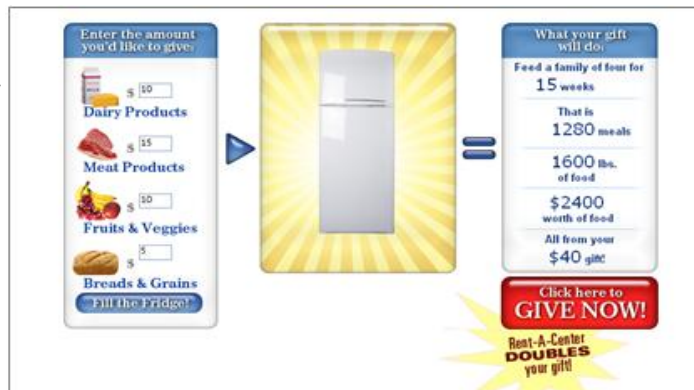 Enter the amount
you'd like to give:
$ 10
Dairy Products
$ 15
Meat Products
$ 10
Fruits & Veggies
$ 5
Breads & Grains
Fill the Fridge!
What your gift
will do:
Feed a family of four for
15 weeks
That is
1280 meals
1600 lbs.
of food
$2400
worth of food
All from your
$40 gift!
Click here to
GIVE NOW!
Rent-A-Center
DOUBLES
your gift!